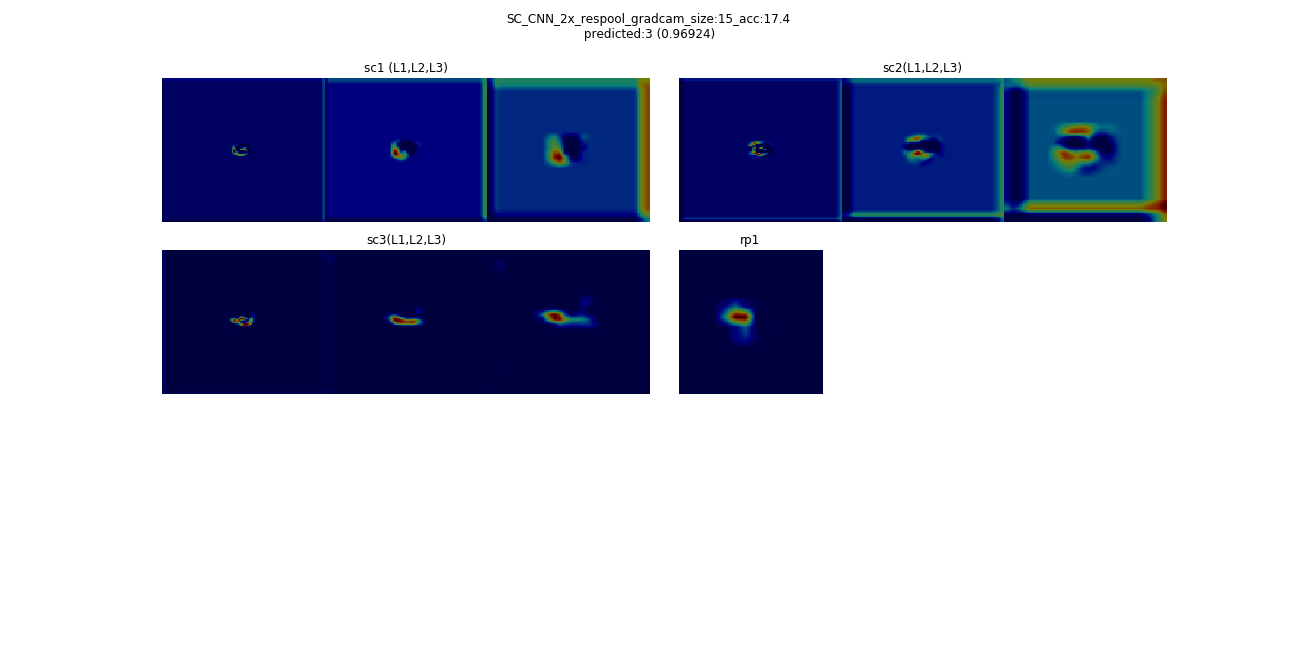 SC_CNN_2x_respool_gradcam_size:15_acc:17.4
predicted:3 (0.96924)
sc1 (L1,L2,L3)
sc2(L1,L2,L3)
sc3(L1,L2,L3)
rp1